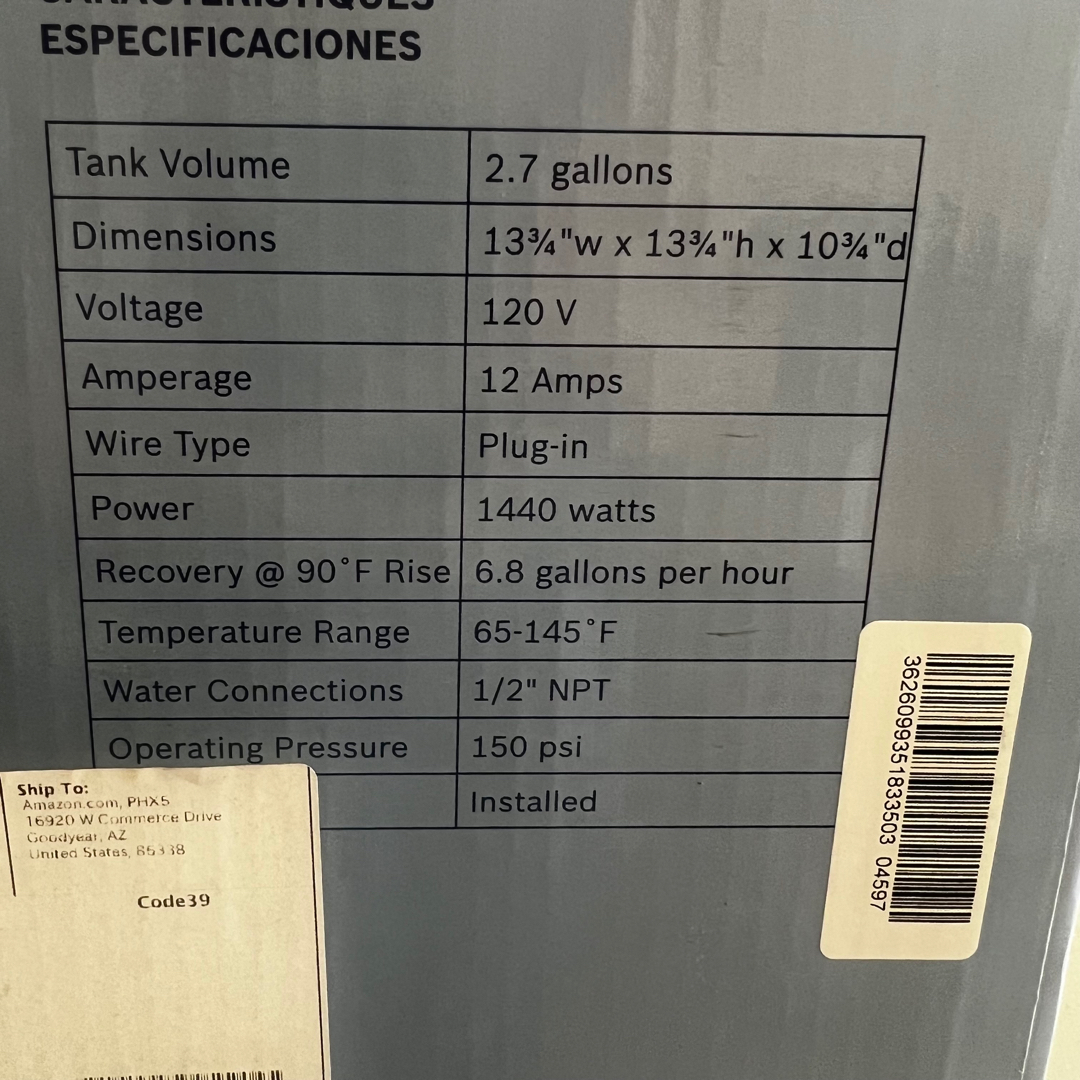 CARACTÉRISTIQUES
ESPECIFICACIONES
Tank Volume 2.7 gallons
Dimensions 13¾"w x 13¾"h x 10¾"d
Voltage 120 V
Amperage 12 Amps
Wire Type Plug-in
Power 1440 watts
Recovery @ 90˚F Rise 6.8 gallons per hour
Temperature Range 65-145˚F
Water Connections 1/2" NPT
Operating Pressure 150 psi
Installed
Ship To:
Amazon.com, PHX5
16920 W Commerce Drive
Goodyear, AZ
United States, 85338
Code39
3626099351833503 04597